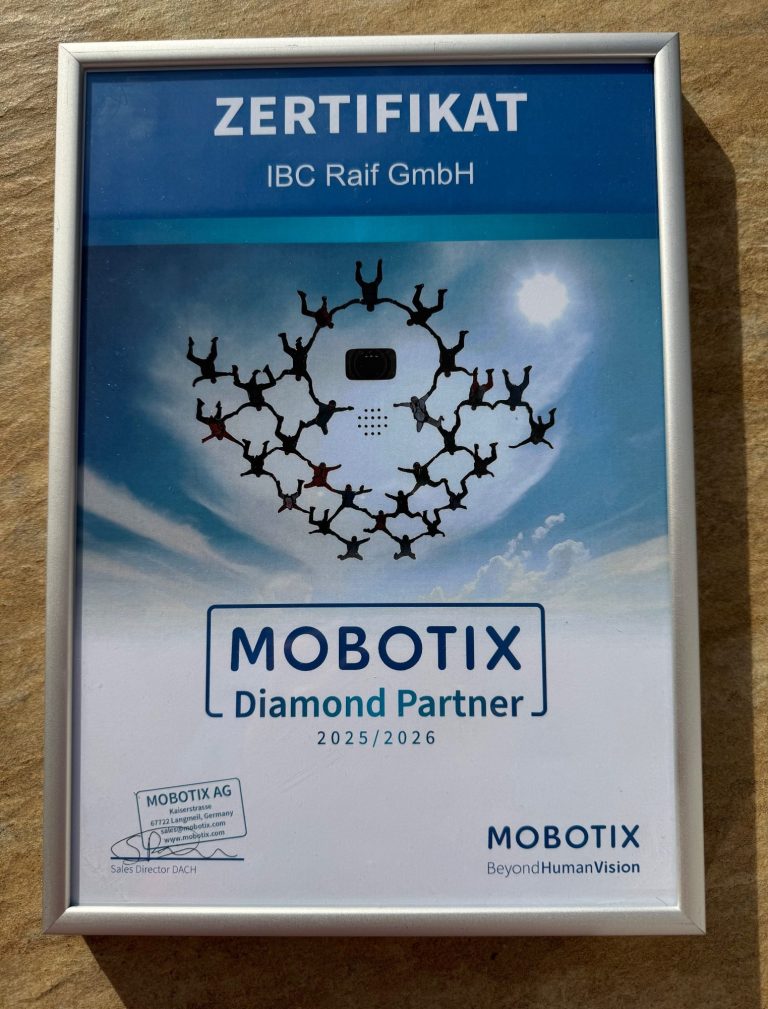 ZERTIFIKAT
IBC Raif GmbH
MOBOTIX
Diamond Partner
2025/2026
MOBOTIX AG
Kaiserstrasse
67722 Langmeil, Germany
sales@mobotix.com
www.mobotix.com
Sales Director DACH
MOBOTIX
BeyondHumanVision